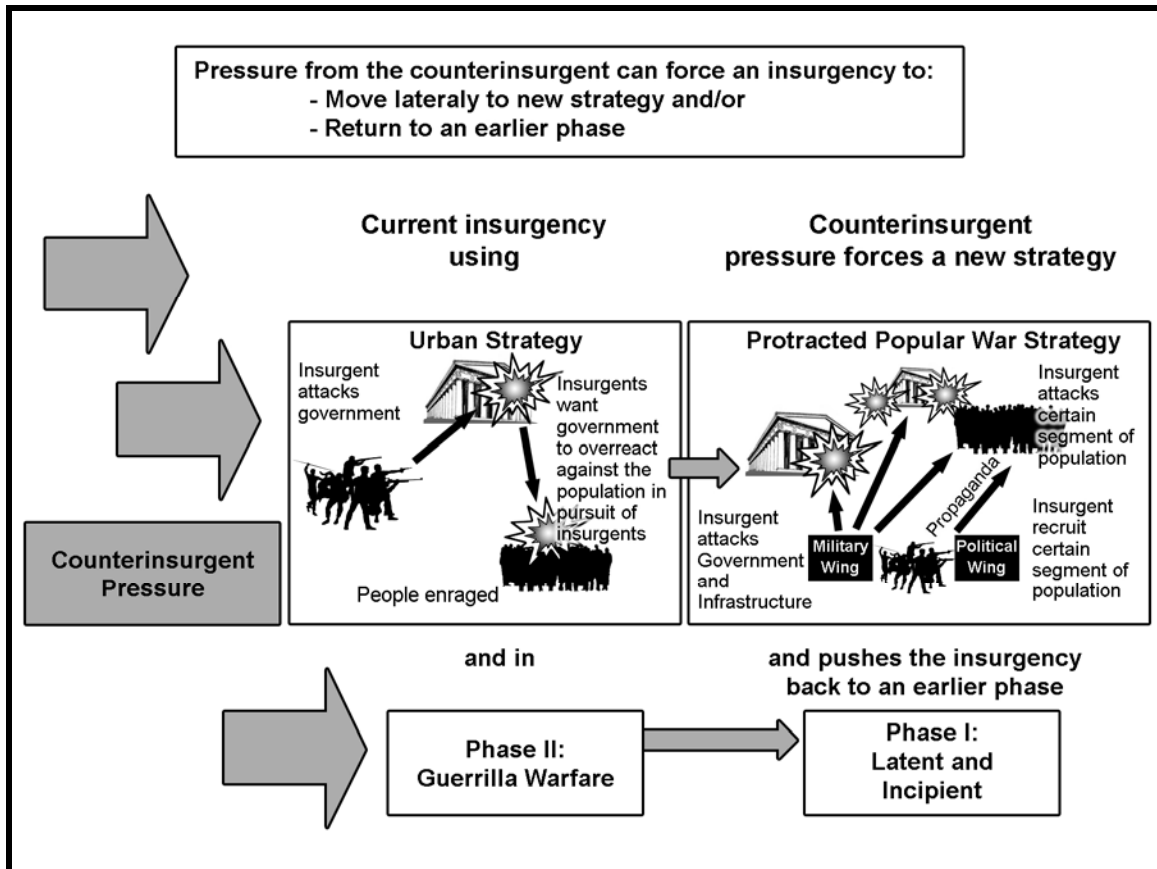 Pressure from the counterinsurgent can force an insurgency to:
- Move lateraly to new strategy and/or
- Return to an earlier phase
Current insurgency
using
Counterinsurgent
pressure forces a new strategy
Counterinsurgent
Pressure
Urban Strategy
Insurgent
attacks
government
Insurgents
want
government
to overreact
against the
population in
pursuit of
insurgents
People enraged
Protracted Popular War Strategy
Insurgent
attacks
certain
segment of
population
Propaganda
Insurgent
attacks
Government
and
Infrastructure
Military
Wing
Political
Wing
Insurgent
recruit
certain
segment of
population
and in
and pushes the insurgency
back to an earlier phase
Phase II:
Guerrilla Warfare
Phase I:
Latent and
Incipient